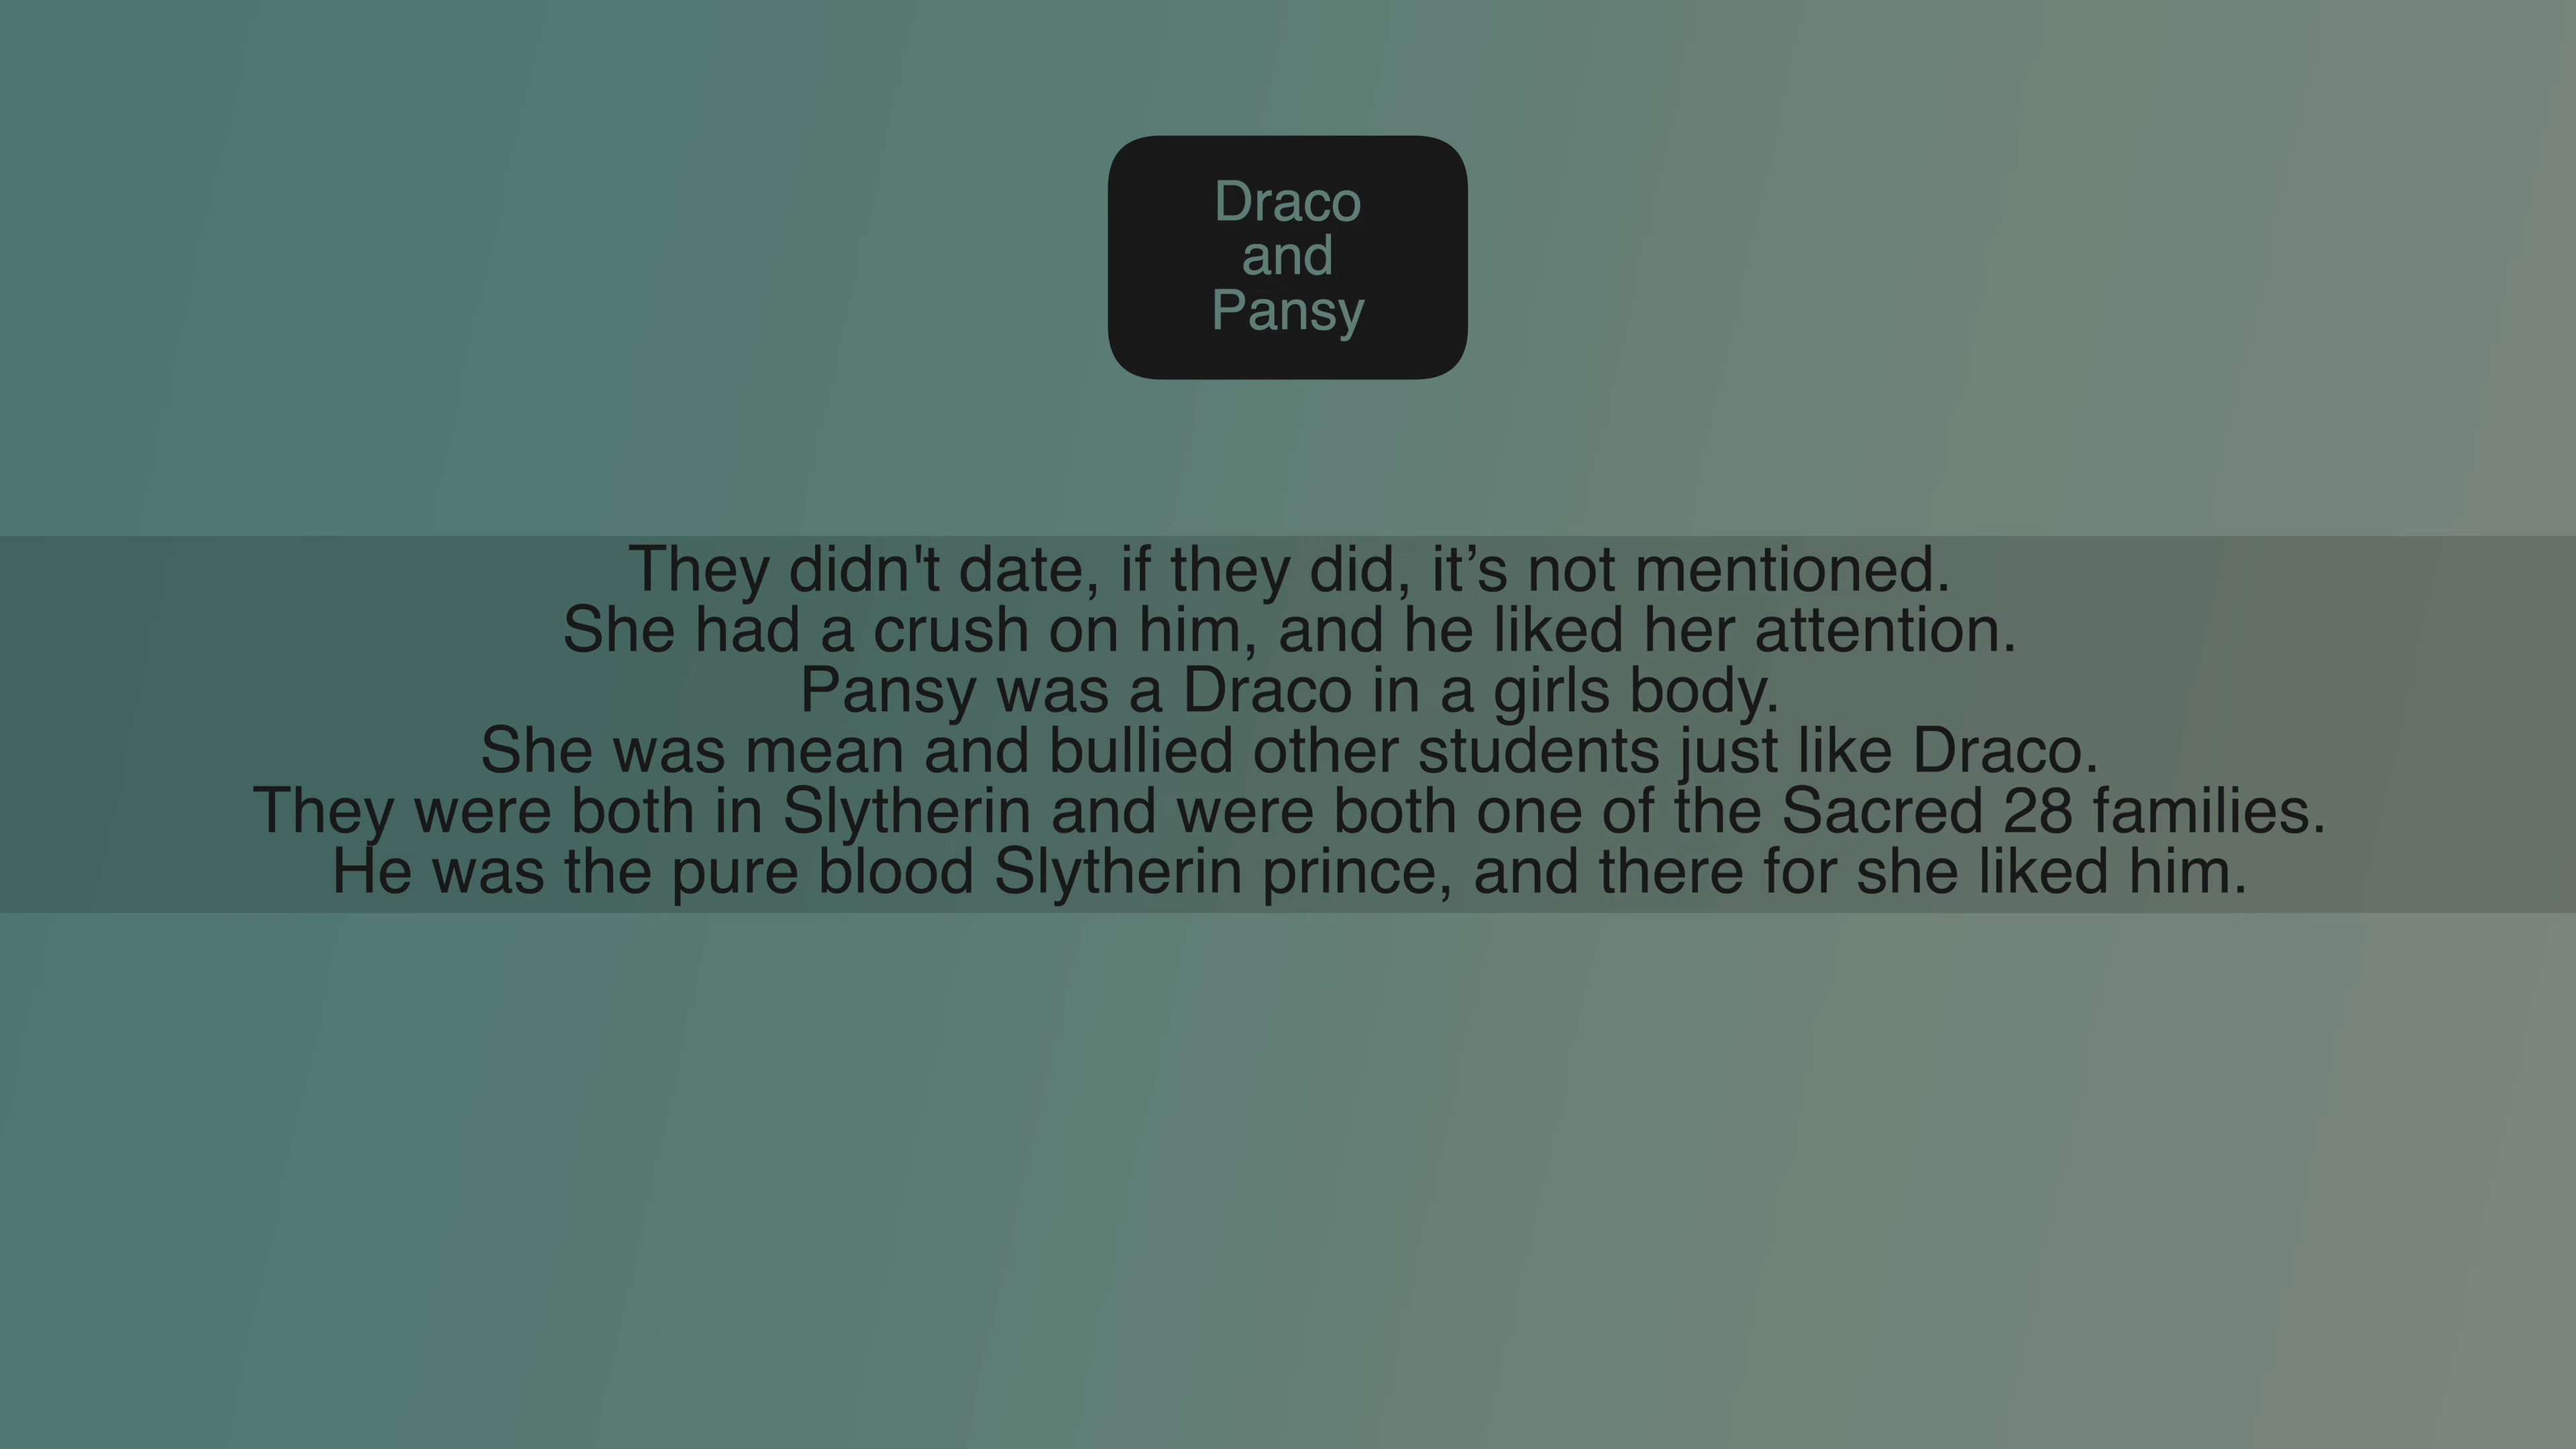 Draco
and
Pansy
They didn't date, if they did, it’s not mentioned.
She had a crush on him, and he liked her attention.
Pansy was a Draco in a girls body.
She was mean and bullied other students just like Draco.
They were both in Slytherin and were both one of the Sacred 28 families.
He was the pure blood Slytherin prince, and there for she liked him.